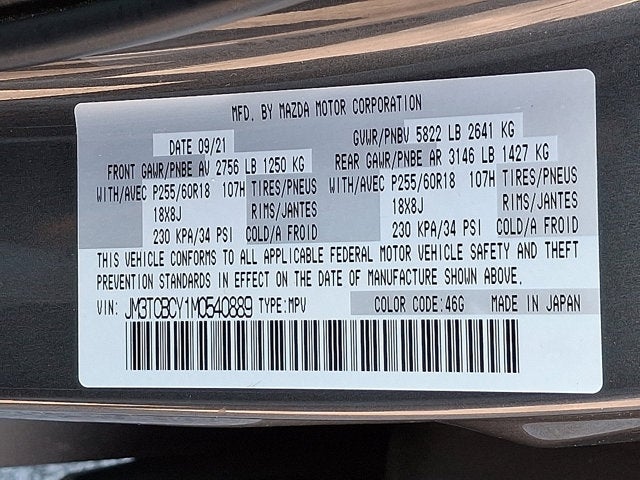 MFD. BY MAZDA MOTOR CORPORATION
DATE 09/21 GVWR/PNBV 5822 LB 2641 KG
FRONT GAWR/PNBE AV 2756 LB 1250 KG REAR GAWR/PNBE AR 3146 LB 1427 KG
WITH/AVEC P255/60R18 107H TIRES/PNEUS WITH/AVEC P255/60R18 107H TIRES/PNEUS
18X8J RIMS/JANTES 18X8J RIMS/JANTES
230 KPA/34 PSI COLD/A FROID 230 KPA/34 PSI COLD/A FROID
THIS VEHICLE CONFORMS TO ALL APPLICABLE FEDERAL MOTOR VEHICLE SAFETY AND THEFT
PREVENTION STANDARDS IN EFFECT ON THE DATE OF MANUFACTURE SHOWN ABOVE.
VIN: JM3TCBCY1M0540889 TYPE:MPV COLOR CODE:46G MADE IN JAPAN